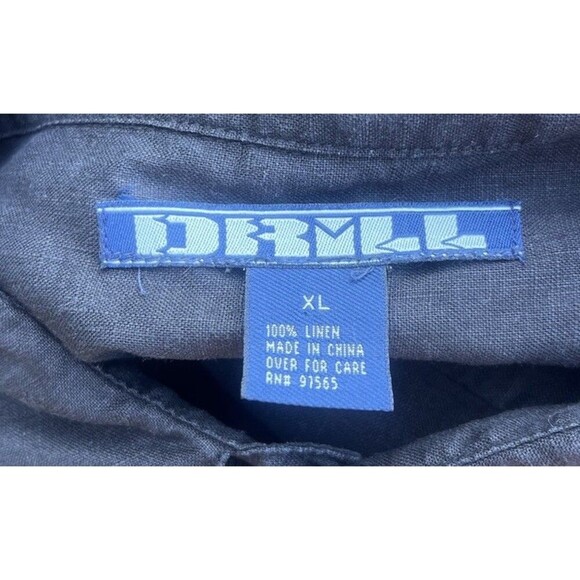 DRILL
XL
100% LINEN
MADE IN CHINA
OVER FOR CARE
RN# 97565